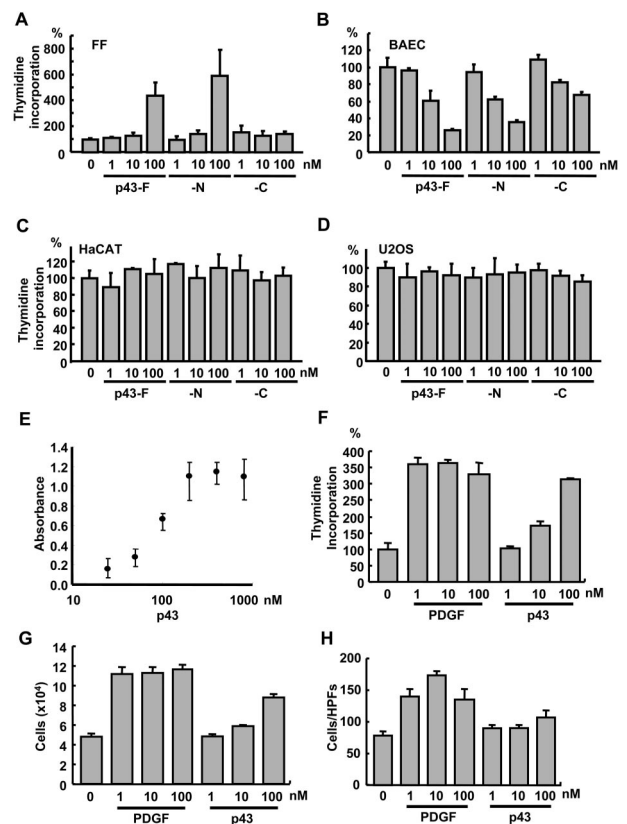 A
%
FF
Thymidine
incorporation
800
600
400
200
0
0 1 10 100 1 10 100 1 10 100 nM
p43-F -N -C
B
%
BAEC
120
100
80
60
40
20
0
0 1 10 100 1 10 100 1 10 100 nM
p43-F -N -C
C
%
HaCAT
Thymidine
incorporation
120
100
80
60
40
20
0
0 1 10 100 1 10 100 1 10 100 nM
p43-F -N -C
D
%
U2OS
100
80
60
40
20
0
0 1 10 100 1 10 100 1 10 100 nM
p43-F -N -C
E
Absorbance
1.4
1.2
1.0
0.8
0.6
0.4
0.2
0.0
10 100 1000 nM
p43
F
%
Thymidine
Incorporation
400
350
300
250
200
150
100
50
0
0 1 10 100 1 10 100 nM
PDGF p43
G
Cells (x10⁴)
14
12
10
8
6
4
2
0
0 1 10 100 1 10 100 nM
PDGF p43
H
Cells/HPFs
200
150
100
50
0
0 1 10 100 1 10 100 nM
PDGF p43